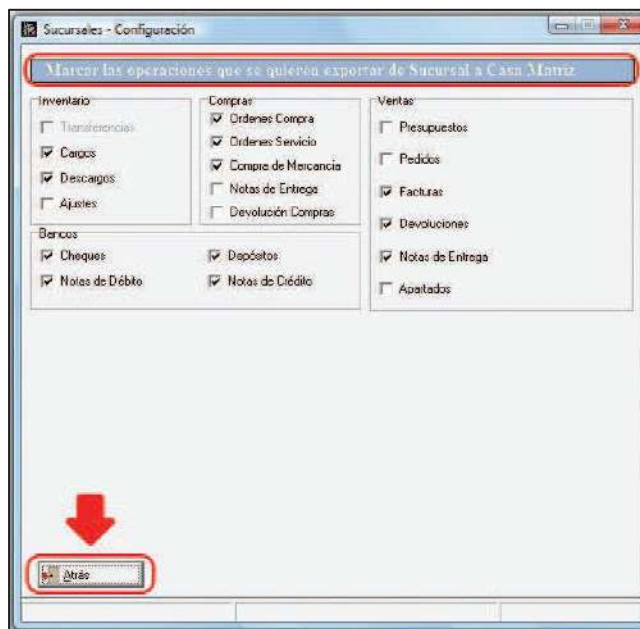 Sucursales - Configuración
Marcar las operaciones que se quieren exportar de Sucursal a Casa Matriz
Inventario
Transferencias
Cargos
Descargos
Ajustes
Compras
Ordenes Compra
Ordenes Servicio
Compra de Mercancia
Notas de Entrega
Devolución Compras
Ventas
Presupuestos
Pedidos
Facturas
Devoluciones
Notas de Entrega
Apartados
Bancos
Cheques
Depósitos
Notas de Débito
Notas de Crédito
Atrás